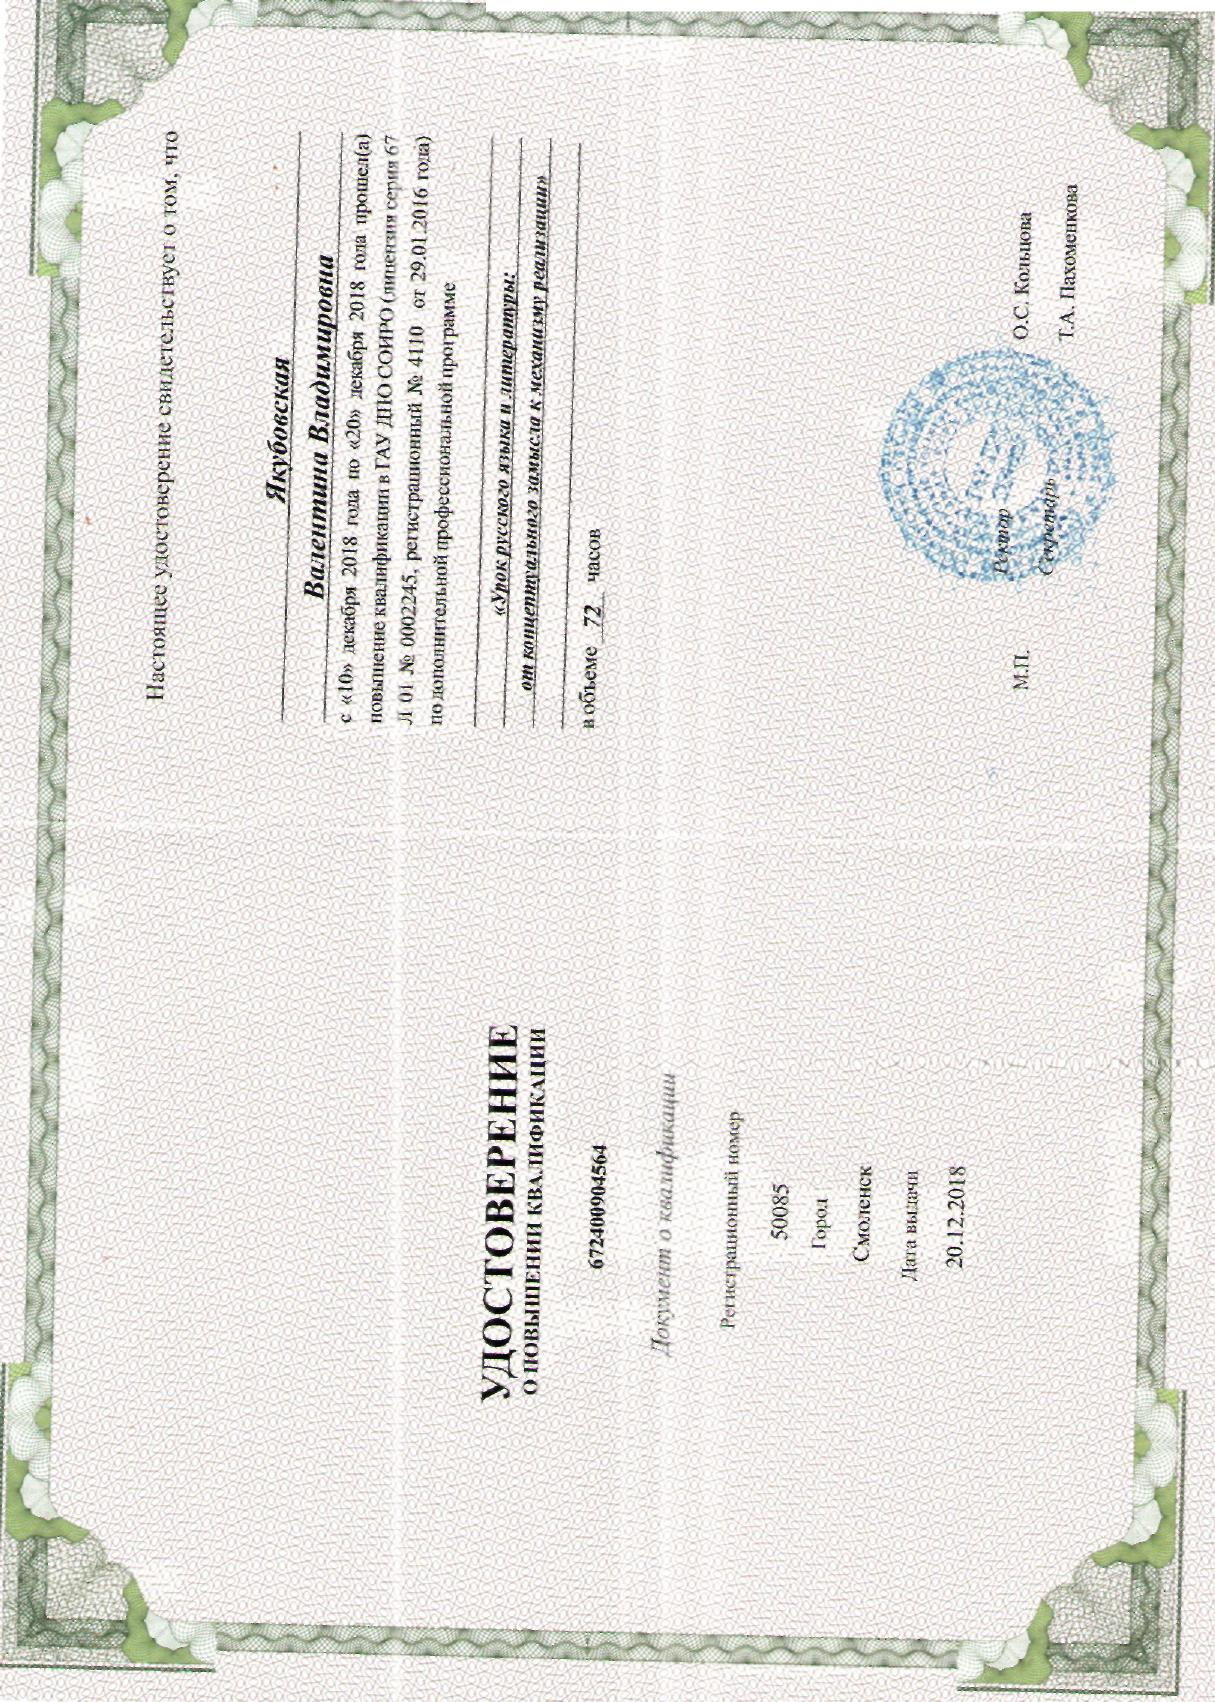 УДОСТОВЕРЕНИЕ
О ПОВЫШЕНИИ КВАЛИФИКАЦИИ
672400904564
Документ о квалификации
Регистрационный номер
50085
Город
Смоленск
Дата выдачи
20.12.2018
Настоящее удостоверение свидетельствует о том, что
Якубовская
Валентина Владимировна
с «10» декабря 2018 года по «20» декабря 2018 года прошел(а)
повышение квалификации в ГАУ ДПО СОИРО (лицензия серия 67
Л 01 № 0002245, регистрационный № 4110 от 29.01.2016 года)
по дополнительной профессиональной программе
«Урок русского языка и литературы:
от концептуального замысла к механизму реализации»
в объеме 72 часов
М.П. Ректор О.С. Кольцова
Секретарь Т.А. Пахоменкова